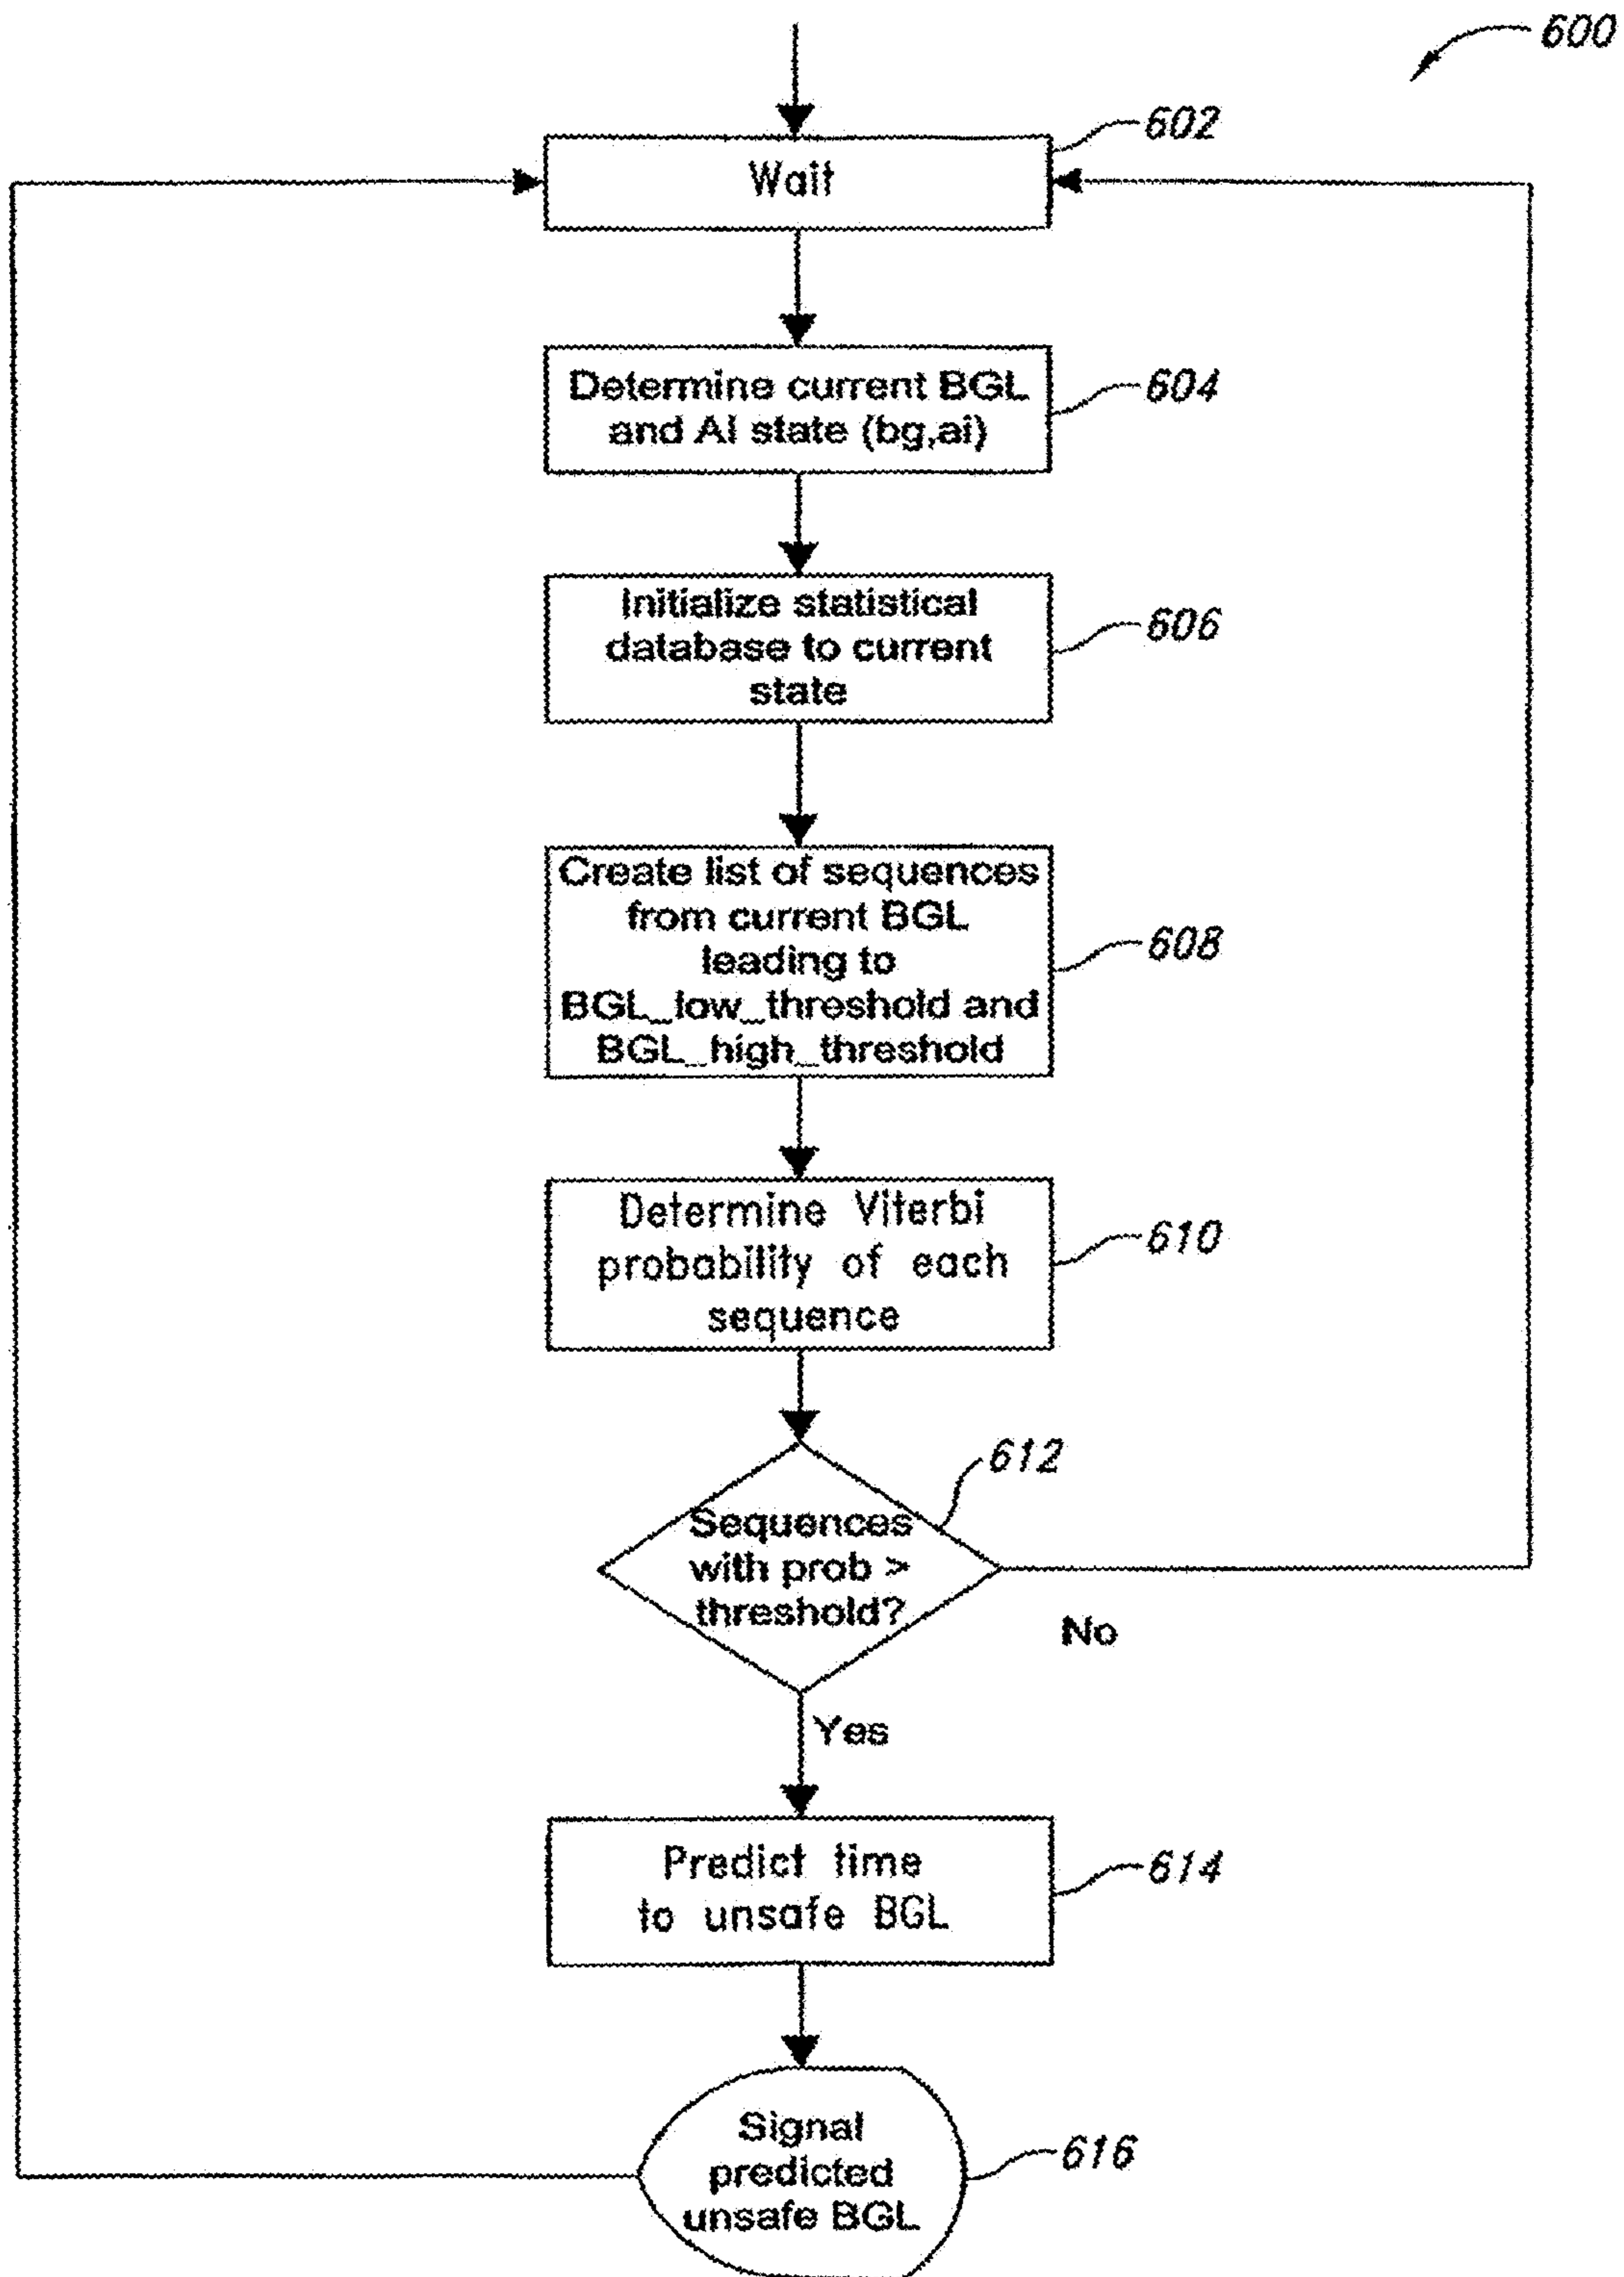 600
602
Wait
Determine current BGL
and AI state (bg,ai)
604
Initialize statistical
database to current
state
606
Create list of sequences
from current BGL
leading to
BGL_low_threshold and
BGL_high_threshold
608
Determine Viterbi
probability of each
sequence
610
612
Sequences
with prob >
threshold?
No
Yes
Predict time
to unsafe BGL
614
Signal
predicted
unsafe BGL
616